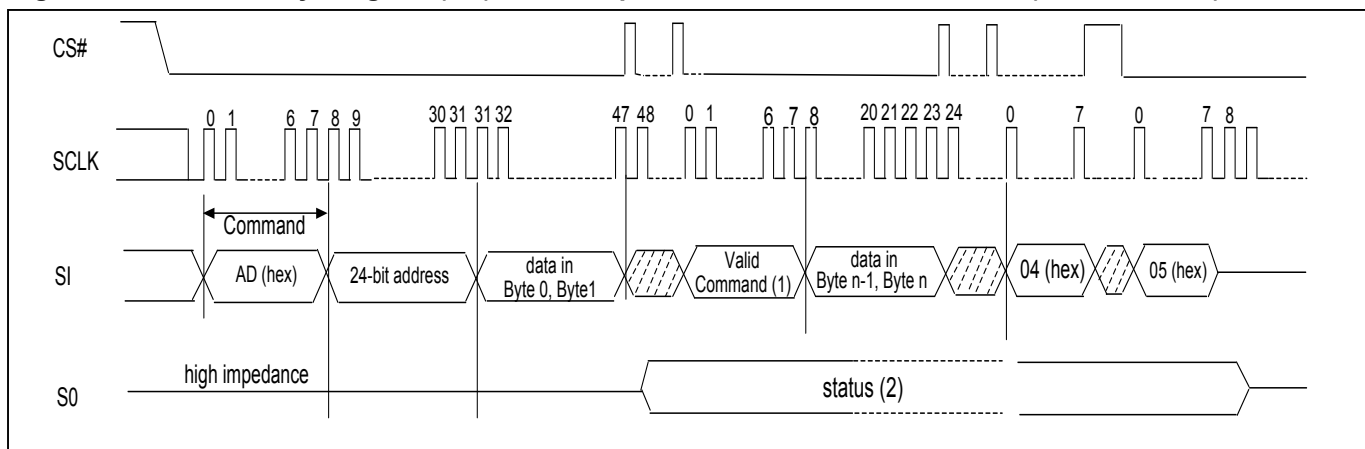 CS#
0 1 6 7 8 9 30 31 31 32 47 48 0 1 6 7 8 20 21 22 23 24 0 7 0 7 8
SCLK
Command
SI
AD (hex)
24-bit address
data in
Byte 0, Byte1
Valid
Command (1)
data in
Byte n-1, Byte n
04 (hex)
05 (hex)
high impedance
S0
status (2)